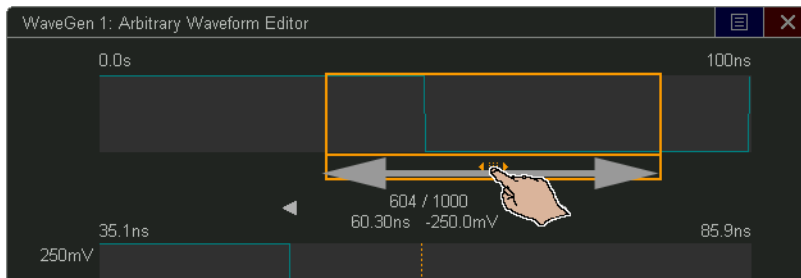 WaveGen 1: Arbitrary Waveform Editor
0.0s 100ns
604 / 1000
60.30ns -250.0mV
35.1ns 85.9ns
250mV